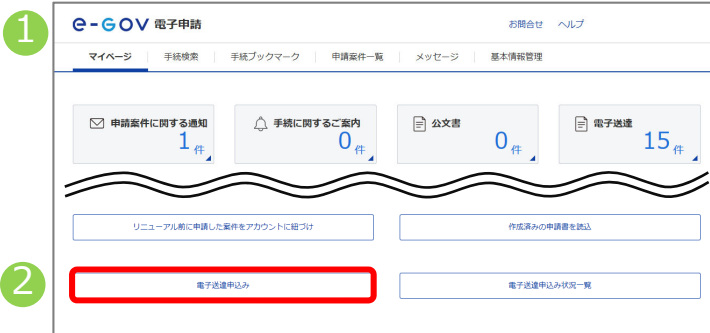 1
e-GOV 電子申請
お問合せ ヘルプ
マイページ 手続検索 手続ブックマーク 申請案件一覧 メッセージ 基本情報管理
申請案件に関する通知 手続に関するご案内 公文書 電子送達
1件 0件 0件 15件
リニューアル前に申請した案件をアカウントに紐づけ 作成済みの申請書を読込
2
電子送達申込み 電子送達申込み状況一覧